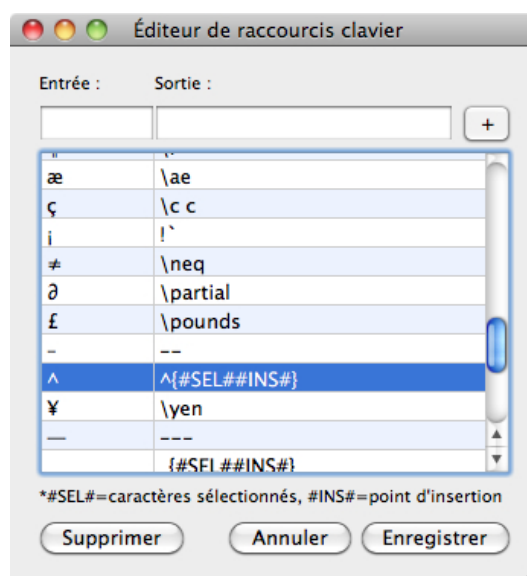 Éditeur de raccourcis clavier
Entrée : Sortie :
+
æ \ae
ç \c c
¡ !`
≠ \neq
∂ \partial
£ \pounds
– --
^ ^{#SEL##INS#}
¥ \yen
— ---
{#SEL##INS#}
*#SEL#=caractères sélectionnés, #INS#=point d'insertion
Supprimer Annuler Enregistrer